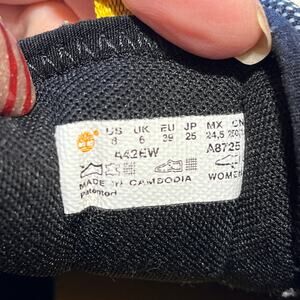 US UK EU JP MX CN
8 6 39 25 24,5 250
442EW A8725
MADE IN CAMBODIA WOMEN
patented